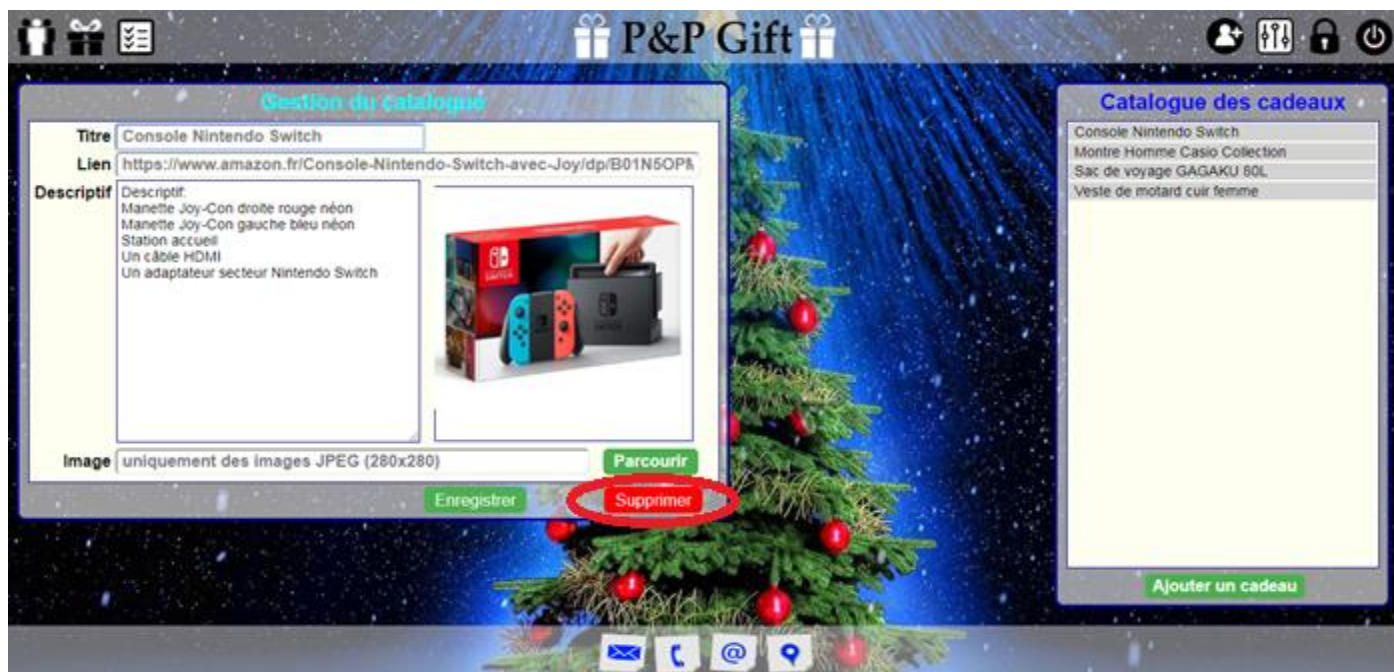 P&P Gift
Gestion du catalogue
Titre Console Nintendo Switch
Lien https://www.amazon.fr/Console-Nintendo-Switch-avec-Joy/dp/B01N5OPM
Descriptif Descriptif:
Manette Joy-Con droite rouge néon
Manette Joy-Con gauche bleu néon
Station accueil
Un câble HDMI
Un adaptateur secteur Nintendo Switch
SWITCH
SWITCH
Image uniquement des images JPEG (280x280) Parcourir
Enregistrer Supprimer
Catalogue des cadeaux
Console Nintendo Switch
Montre Homme Casio Collection
Sac de voyage GAGAKU 80L
Veste de motard cuir femme
Ajouter un cadeau
@